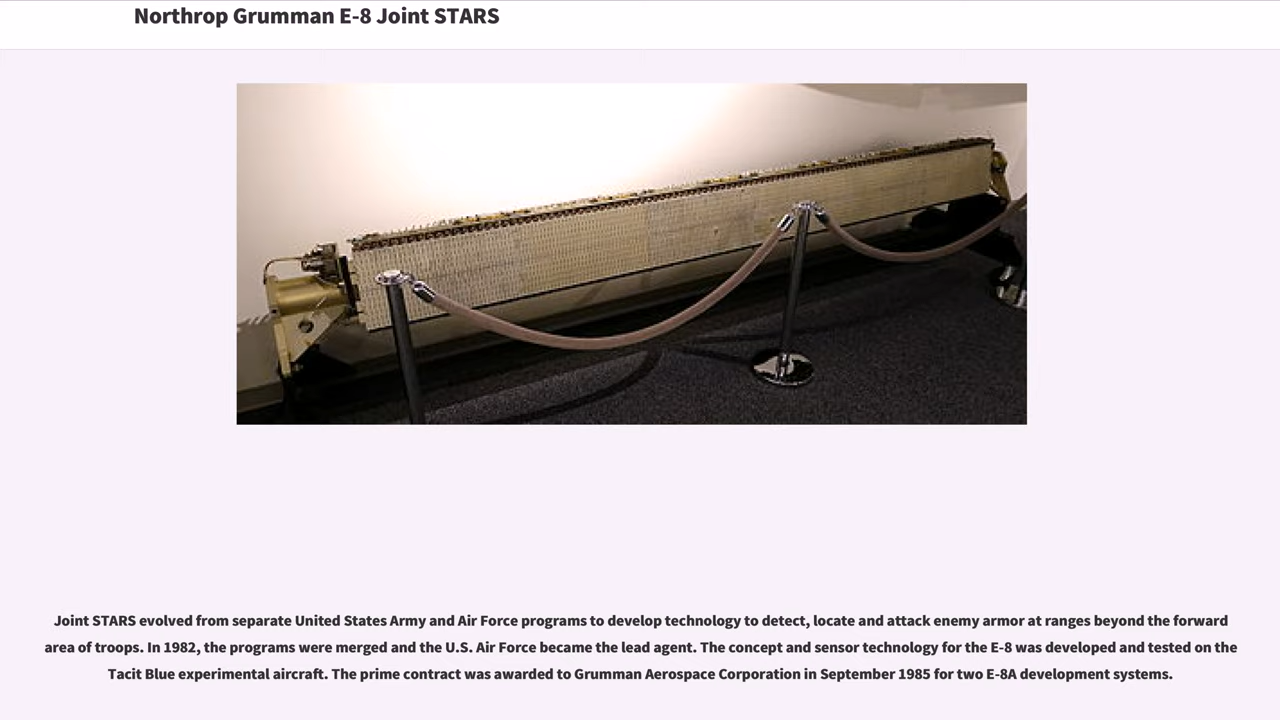 Northrop Grumman E-8 Joint STARS
Joint STARS evolved from separate United States Army and Air Force programs to develop technology to detect, locate and attack enemy armor at ranges beyond the forward
area of troops. In 1982, the programs were merged and the U.S. Air Force became the lead agent. The concept and sensor technology for the E-8 was developed and tested on the
Tacit Blue experimental aircraft. The prime contract was awarded to Grumman Aerospace Corporation in September 1985 for two E-8A development systems.